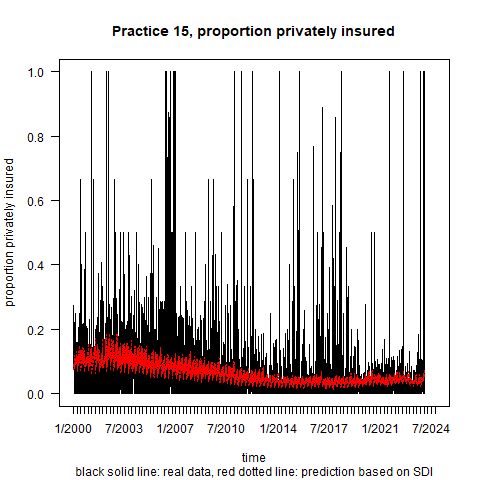 Practice 15, proportion privately insured
proportion privately insured
1.0
0.8
0.6
0.4
0.2
0.0
1/2000 7/2003 1/2007 7/2010 1/2014 7/2017 1/2021 7/2024
time
black solid line: real data, red dotted line: prediction based on SDI